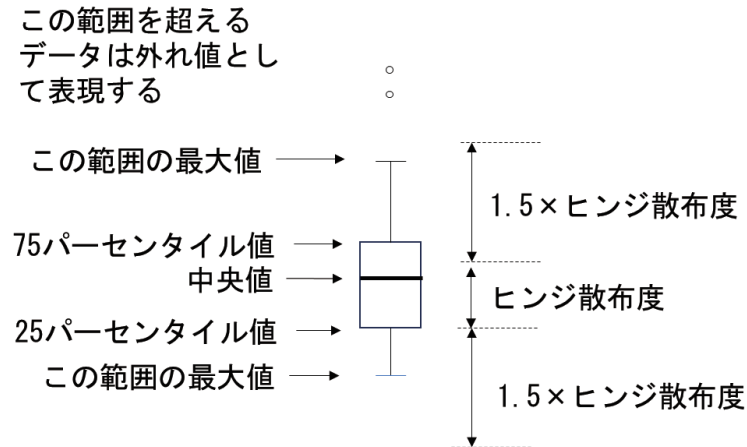 この範囲を超える
データは外れ値とし
て表現する
この範囲の最大値
1.5×ヒンジ散布度
75パーセンタイル値
中央値
ヒンジ散布度
25パーセンタイル値
この範囲の最大値
1.5×ヒンジ散布度